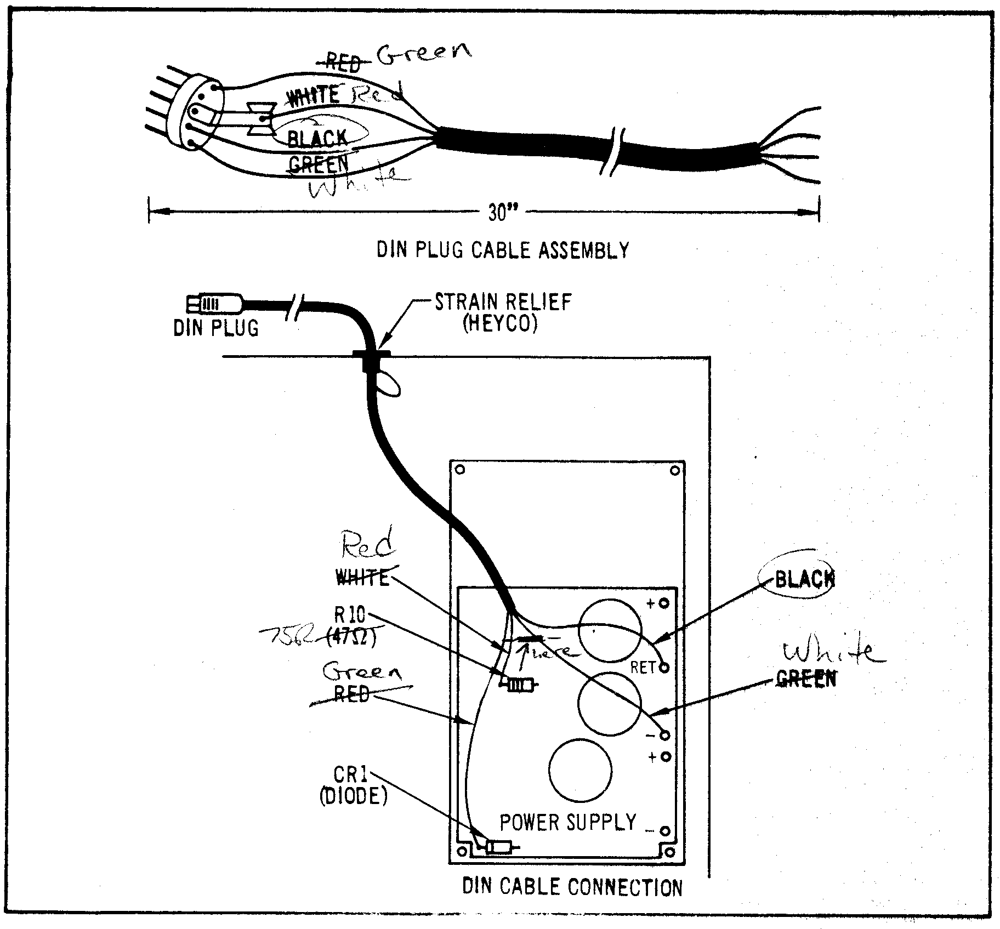 RED Green
WHITE Red
BLACK
GREEN
White
30"
DIN PLUG CABLE ASSEMBLY
STRAIN RELIEF
(HEYCO)
DIN PLUG
Red
WHITE
BLACK
R10
75Ω (47Ω)
here
White
GREEN
Green
RED
+
RET
-
+
CR1
(DIODE)
POWER SUPPLY
-
DIN CABLE CONNECTION